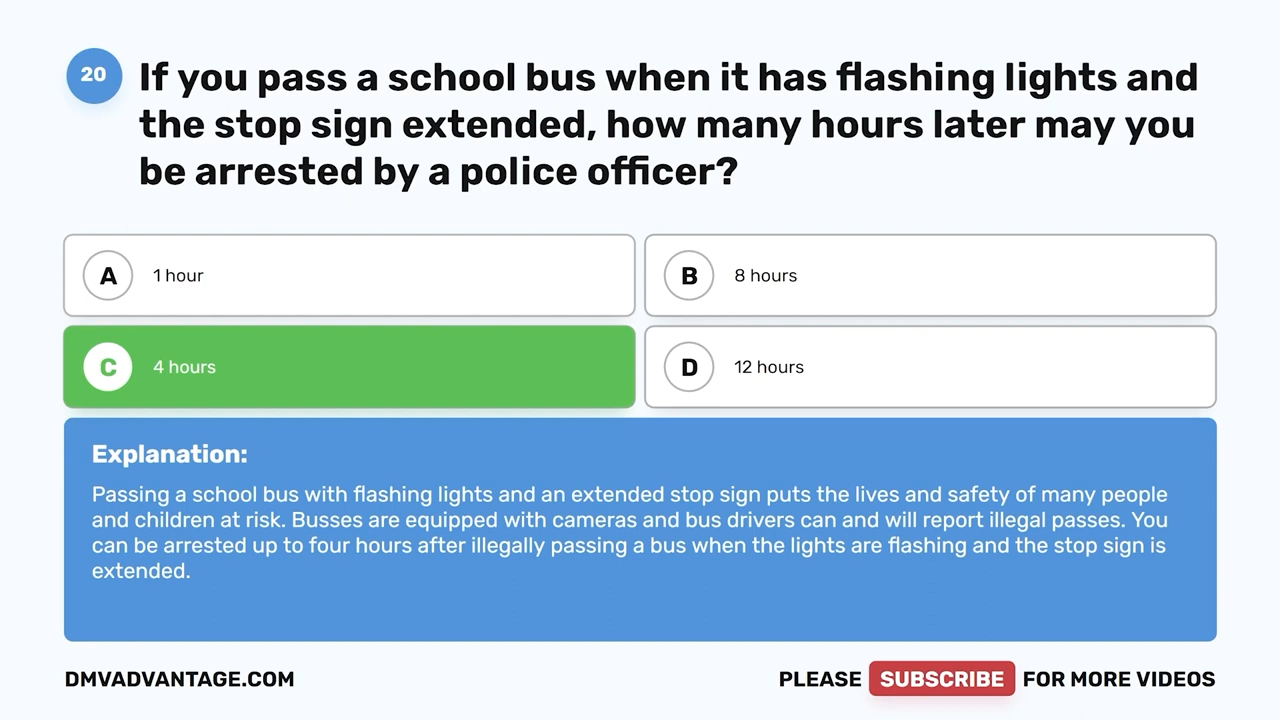 20
If you pass a school bus when it has flashing lights and
the stop sign extended, how many hours later may you
be arrested by a police officer?
A 1 hour
B 8 hours
C 4 hours
D 12 hours
Explanation:
Passing a school bus with flashing lights and an extended stop sign puts the lives and safety of many people
and children at risk. Busses are equipped with cameras and bus drivers can and will report illegal passes. You
can be arrested up to four hours after illegally passing a bus when the lights are flashing and the stop sign is
extended.
DMVADVANTAGE.COM
PLEASE SUBSCRIBE FOR MORE VIDEOS